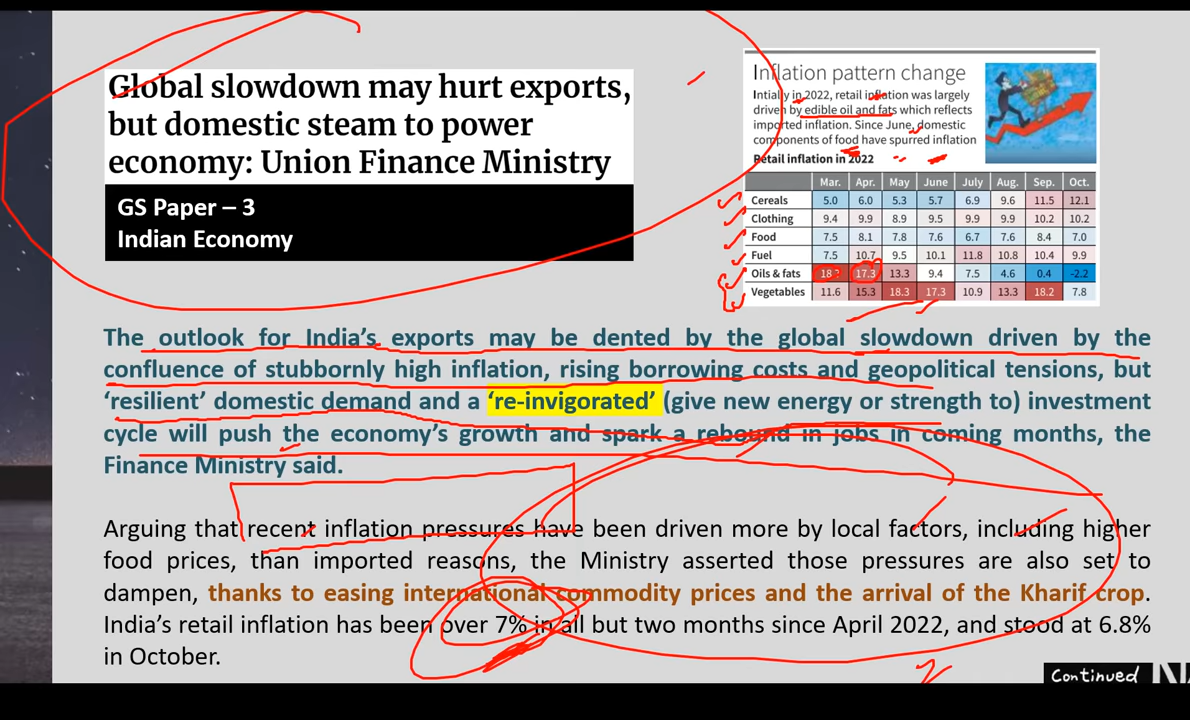 Global slowdown may hurt exports,
but domestic steam to power
economy: Union Finance Ministry
GS Paper – 3
Indian Economy
Inflation pattern change
Intially in 2022, retail inflation was largely
driven by edible oil and fats which reflects
imported inflation. Since June, domestic
components of food have spurred inflation
Retail inflation in 2022
Mar. Apr. May June July Aug. Sep. Oct.
Cereals 5.0 6.0 5.3 5.7 6.9 9.6 11.5 12.1
Clothing 9.4 9.9 8.9 9.5 9.9 9.9 10.2 10.2
Food 7.5 8.1 7.8 7.6 6.7 7.6 8.4 7.0
Fuel 7.5 10.7 9.5 10.1 11.8 10.8 10.4 9.9
Oils & fats 17.3 13.3 9.4 7.5 4.6 0.4 -2.2
Vegetables 11.6 15.3 18.3 17.3 10.9 13.3 18.2 7.8
The outlook for India’s exports may be dented by the global slowdown driven by the
confluence of stubbornly high inflation, rising borrowing costs and geopolitical tensions, but
‘resilient’ domestic demand and a ‘re-invigorated’ (give new energy or strength to) investment
cycle will push the economy’s growth and spark a rebound in jobs in coming months, the
Finance Ministry said.
Arguing that recent inflation pressures have been driven more by local factors, including higher
food prices, than imported reasons, the Ministry asserted those pressures are also set to
dampen, thanks to easing international commodity prices and the arrival of the Kharif crop.
India’s retail inflation has been over 7% in all but two months since April 2022, and stood at 6.8%
in October.
Continued